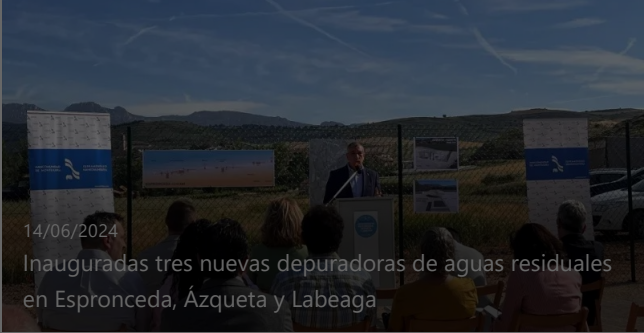 14/06/2024
Inauguradas tres nuevas depuradoras de aguas residuales
en Espronceda, Ázqueta y Labeaga